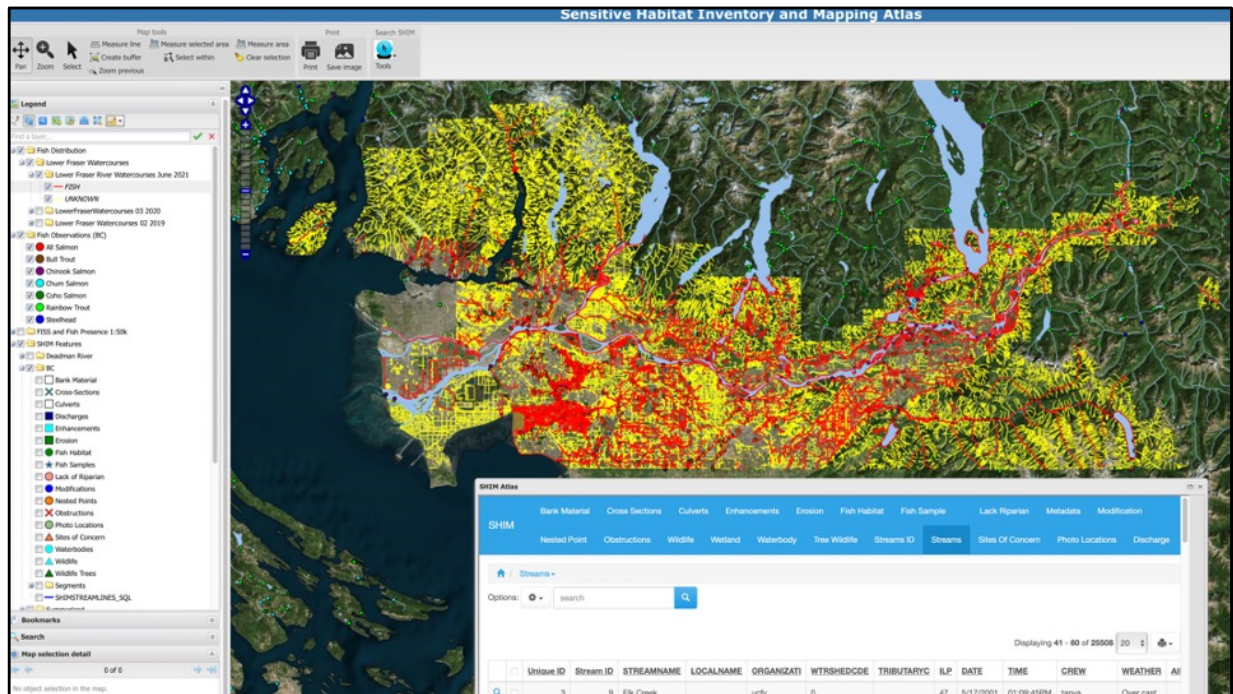 Sensitive Habitat Inventory and Mapping Atlas
Map tools
Print
Search SHIM
Pan
Zoom
Select
Measure line
Measure selected area
Measure area
Create buffer
Select within
Clear selection
Zoom previous
Print
Save image
Tools
Legend
Find a layer...
Fish Distribution
Lower Fraser Watercourses
Lower Fraser River Watercourses June 2021
FISH
UNKNOWN
LowerFraserWatercourses 03 2020
Lower Fraser Watercourses 02 2019
Fish Observations (BC)
All Salmon
Bull Trout
Chinook Salmon
Chum Salmon
Coho Salmon
Rainbow Trout
Steelhead
FISS and Fish Presence 1:50k
SHIM Features
Deadman River
BC
Bank Material
Cross-Sections
Culverts
Discharges
Enhancements
Erosion
Fish Habitat
Fish Samples
Lack of Riparian
Modifications
Nested Points
Obstructions
Photo Locations
Sites of Concern
Waterbodies
Wildlife
Wildlife Trees
Segments
SHIMSTREAMLINES_SQL
Summerland
Bookmarks
Search
Map selection detail
0 of 0
No object selection in the map.
SHIM Atlas
SHIM
Bank Material Cross Sections Culverts Enhancements Erosion Fish Habitat Fish Sample Lack Riparian Metadata Modification
Nested Point Obstructions Wildlife Wetland Waterbody Tree Wildlife Streams ID Streams Sites Of Concern Photo Locations Discharge
/ Streams
Options: search
Displaying 41 - 60 of 25508 20
Unique ID Stream ID STREAMNAME LOCALNAME ORGANIZATI WTRSHEDCDE TRIBUTARYC ILP DATE TIME CREW WEATHER
3 9 Elk Creek ucfv 0 47 5/17/2001 01:08:45PM tanya Over cast